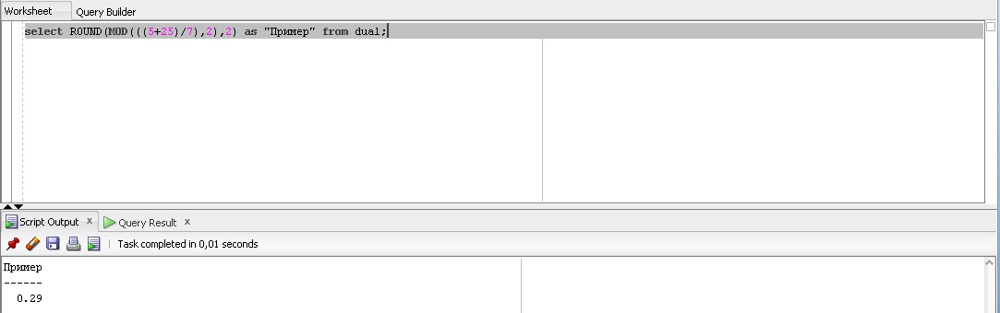 Worksheet Query Builder
select ROUND(MOD(((5+25)/7),2),2) as "Пример" from dual;
Script Output x Query Result x
Task completed in 0,01 seconds
Пример
------
0.29